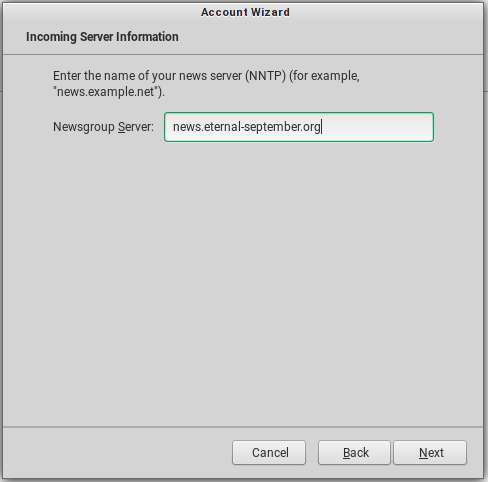 Account Wizard
Incoming Server Information
Enter the name of your news server (NNTP) (for example,
"news.example.net").
Newsgroup Server: news.eternal-september.org
Cancel Back Next